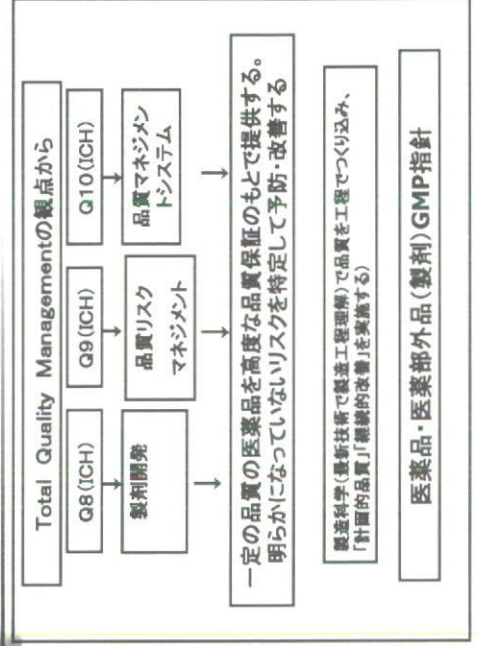 Total Quality Managementの観点から
Q8(ICH)
Q9(ICH)
Q10(ICH)
製剤開発
品質リスク
マネジメント
品質マネジメン
トシステム
一定の品質の医薬品を高度な品質保証のもとで提供する。
明らかになっていないリスクを特定して予防・改善する
製造科学(最新技術で製造工程理解)で品質を工程でつくり込み、
「計画的品質」「継続的改善」を実施する)
医薬品・医薬部外品(製剤)GMP指針